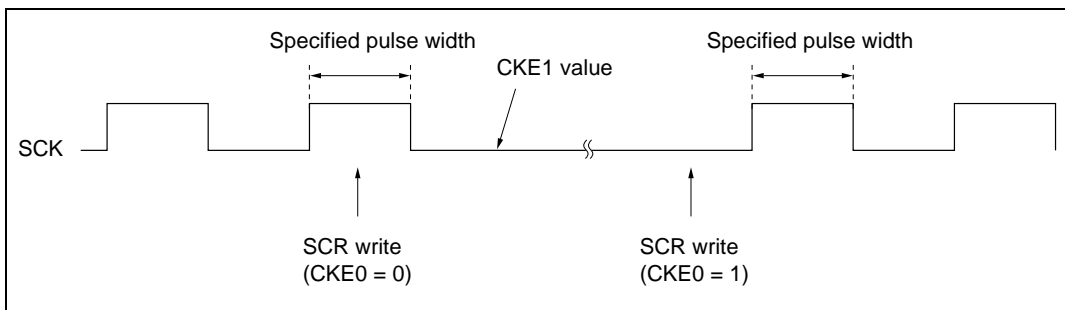 Specified pulse width
Specified pulse width
CKE1 value
SCK
SCR write
(CKE0 = 0)
SCR write
(CKE0 = 1)